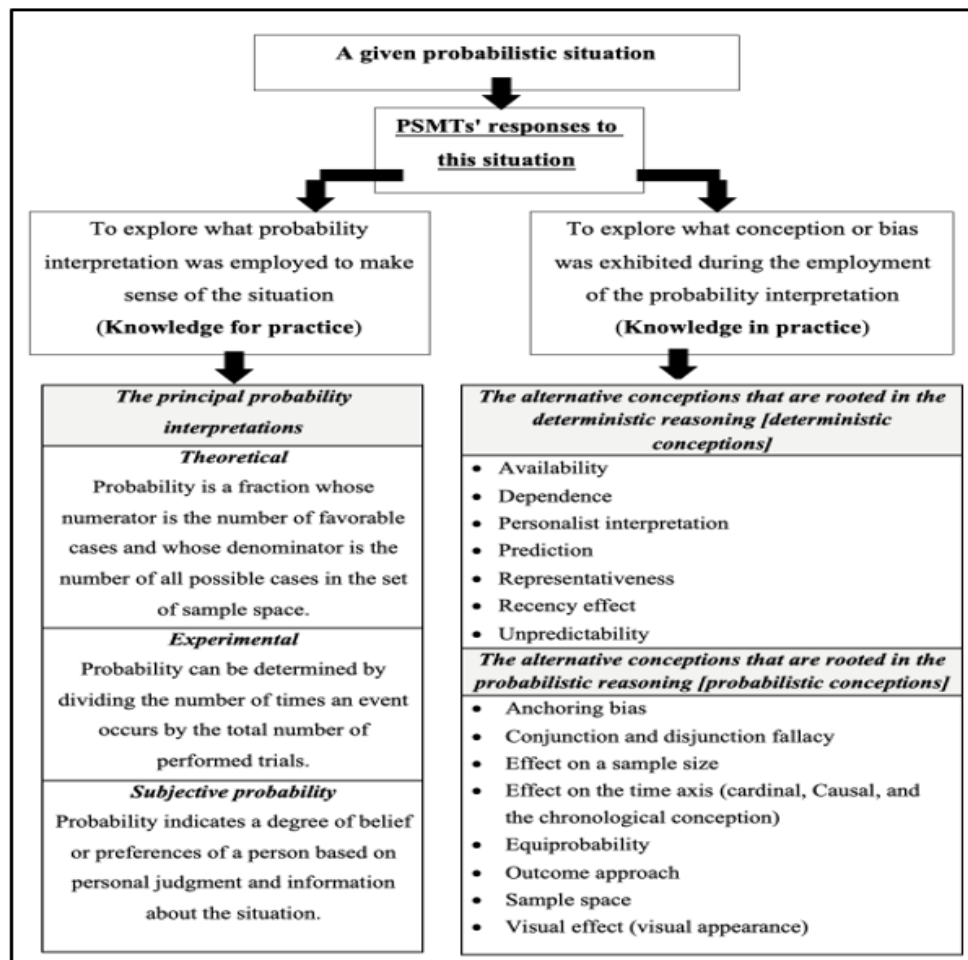 A given probabilistic situation
PSMTs' responses to
this situation
To explore what probability
interpretation was employed to make
sense of the situation
(Knowledge for practice)
To explore what conception or bias
was exhibited during the employment
of the probability interpretation
(Knowledge in practice)
The principal probability
interpretations
Theoretical
Probability is a fraction whose
numerator is the number of favorable
cases and whose denominator is the
number of all possible cases in the set
of sample space.
Experimental
Probability can be determined by
dividing the number of times an event
occurs by the total number of
performed trials.
Subjective probability
Probability indicates a degree of belief
or preferences of a person based on
personal judgment and information
about the situation.
The alternative conceptions that are rooted in the
deterministic reasoning [deterministic
conceptions]
• Availability
• Dependence
• Personalist interpretation
• Prediction
• Representativeness
• Recency effect
• Unpredictability
The alternative conceptions that are rooted in the
probabilistic reasoning [probabilistic conceptions]
• Anchoring bias
• Conjunction and disjunction fallacy
• Effect on a sample size
• Effect on the time axis (cardinal, Causal, and
the chronological conception)
• Equiprobability
• Outcome approach
• Sample space
• Visual effect (visual appearance)